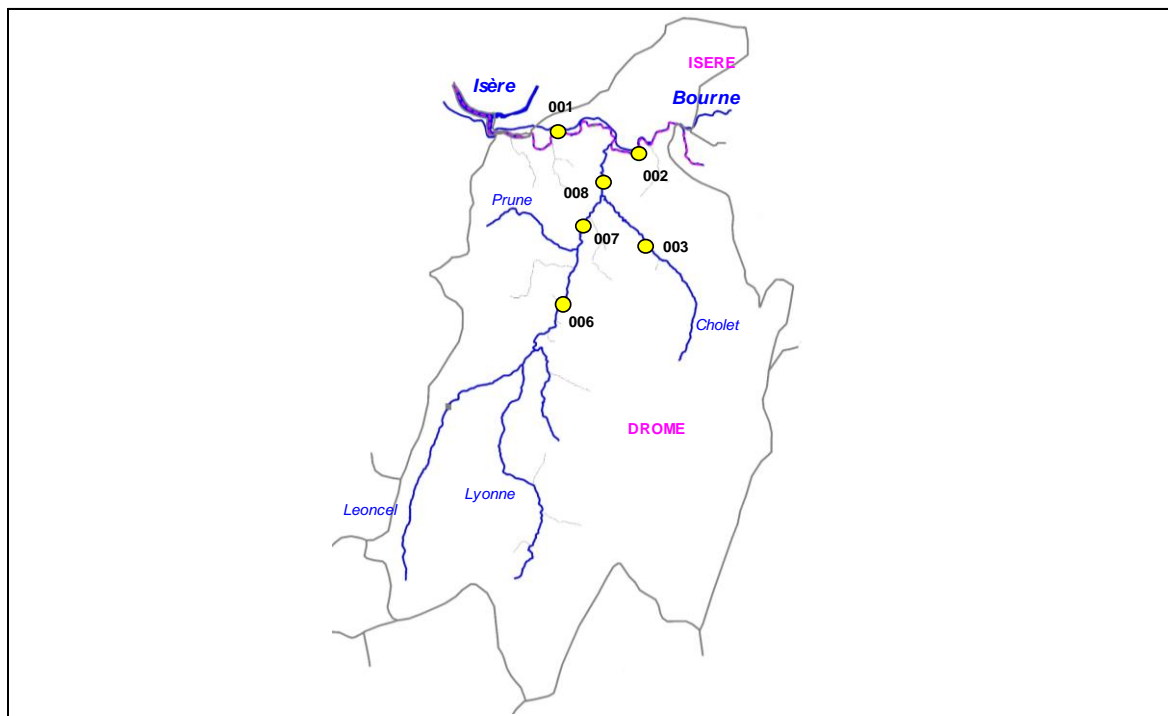 ISERE
Isère
Bourne
001
002
008
Prune
007
003
006
Cholet
DROME
Lyonne
Leoncel